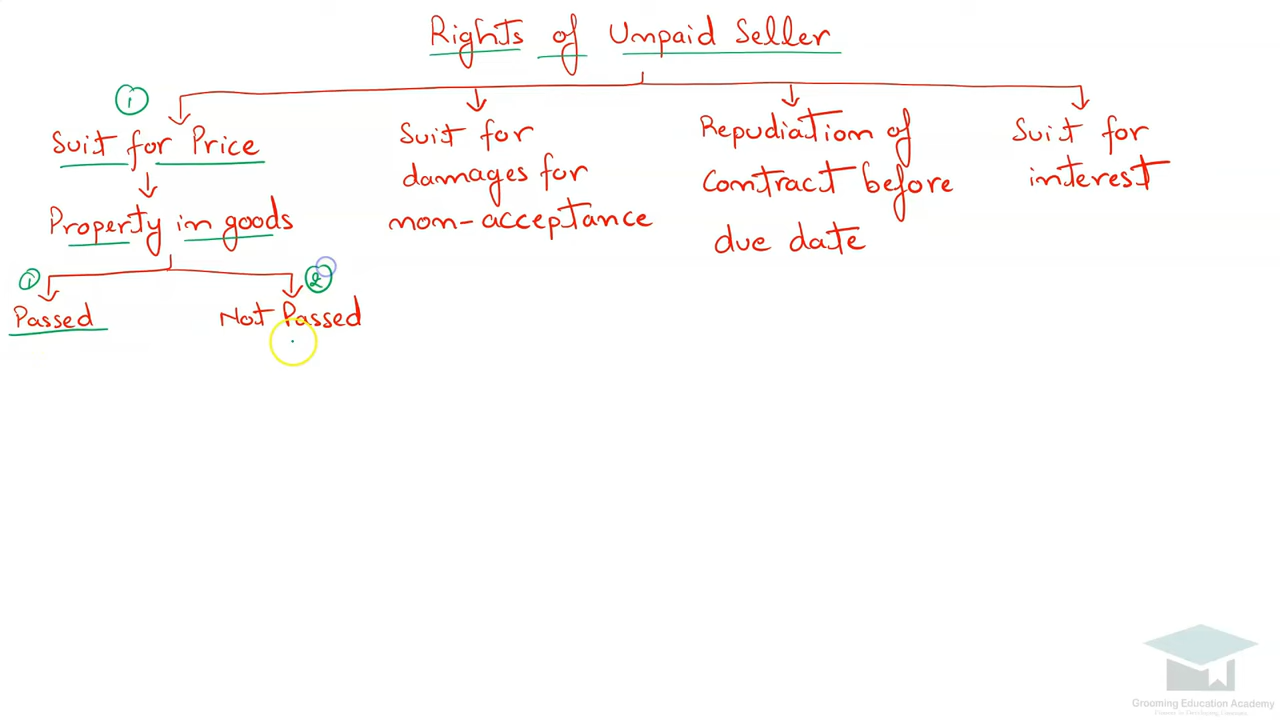 Rights of Unpaid Seller
1
Suit for Price
Property in goods
1
Passed
2
Not Passed
Suit for
damages for
non-acceptance
Repudiation of
Contract before
due date
Suit for
interest
Grooming Education Academy